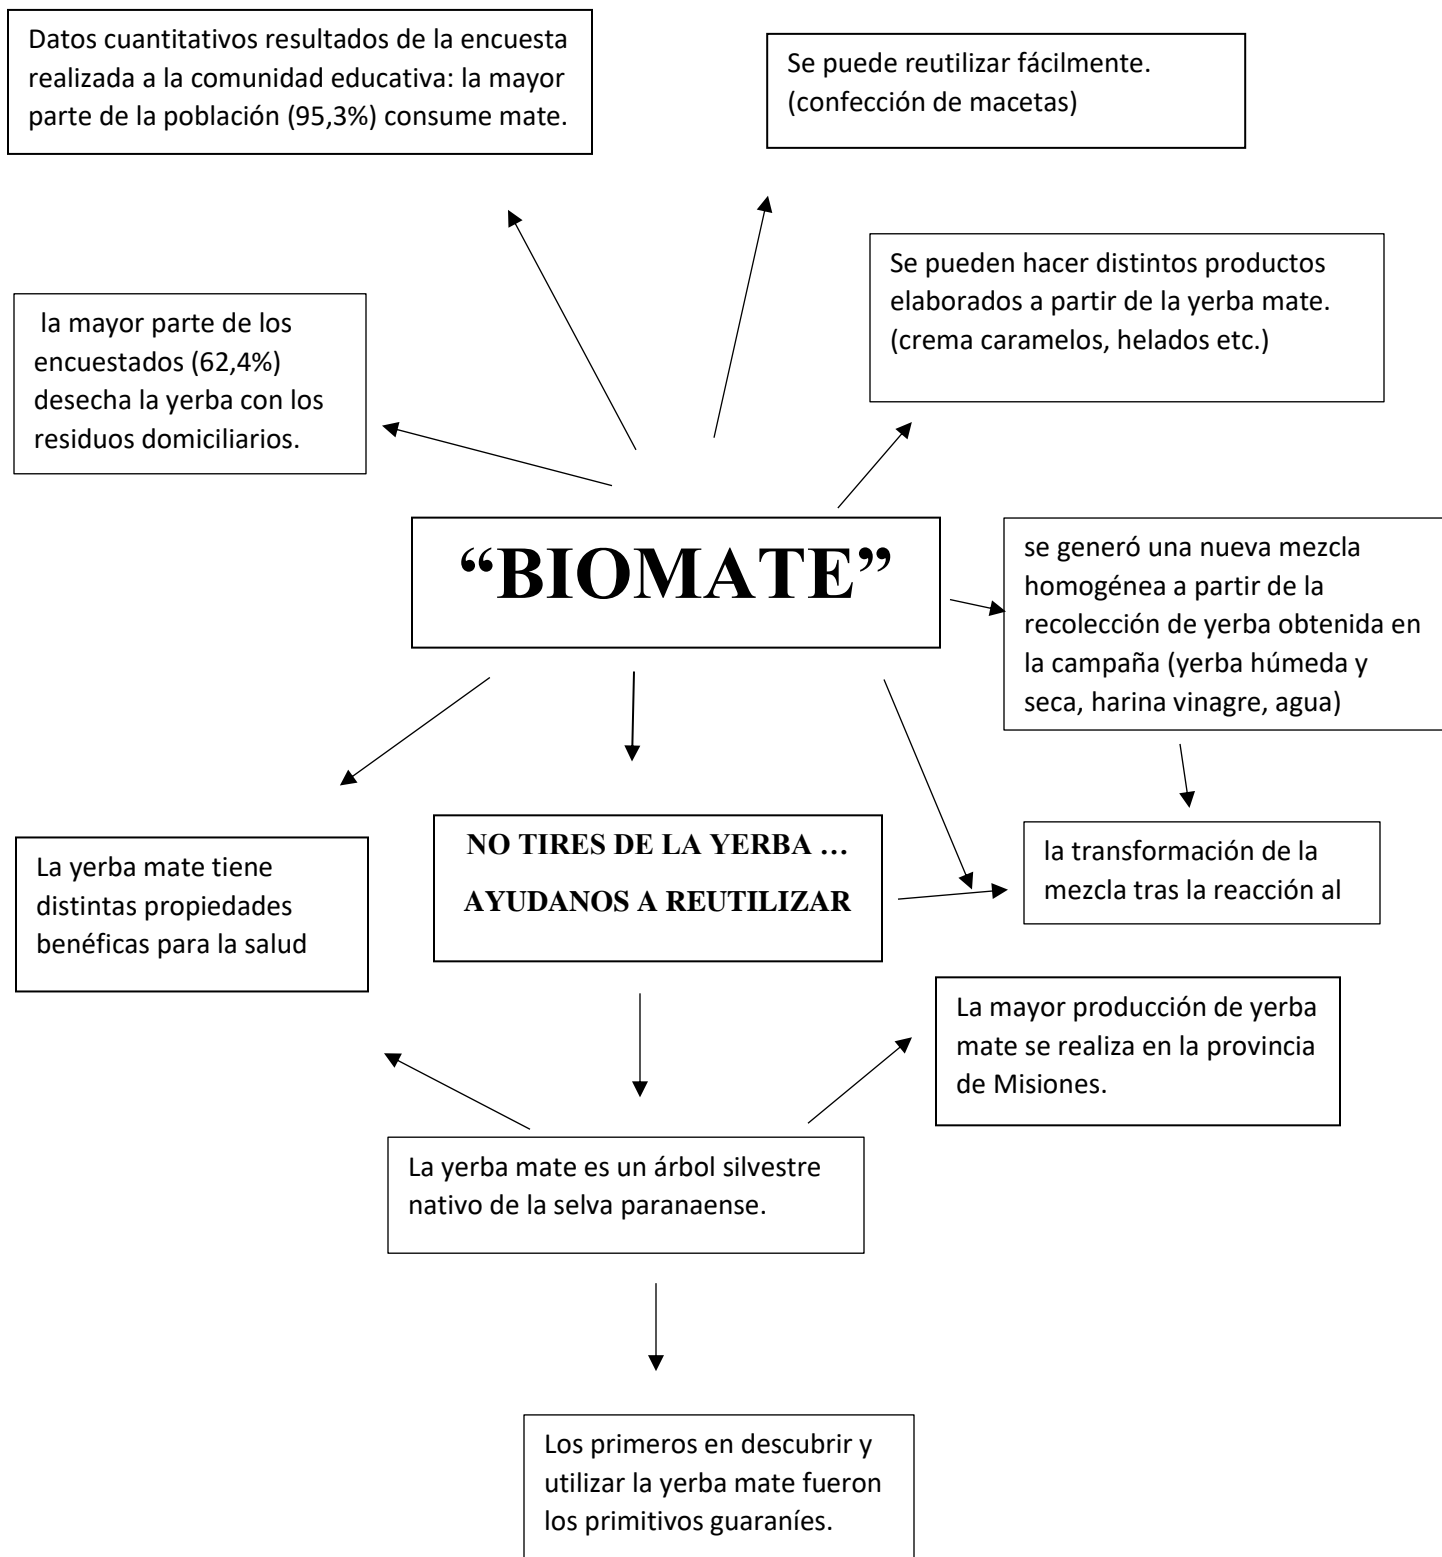 Datos cuantitativos resultados de la encuesta
realizada a la comunidad educativa: la mayor
parte de la población (95,3%) consume mate.
Se puede reutilizar fácilmente.
(confección de macetas)
Se pueden hacer distintos productos
elaborados a partir de la yerba mate.
(crema caramelos, helados etc.)
la mayor parte de los
encuestados (62,4%)
desecha la yerba con los
residuos domiciliarios.
“BIOMATE”
se generó una nueva mezcla
homogénea a partir de la
recolección de yerba obtenida en
la campaña (yerba húmeda y
seca, harina vinagre, agua)
NO TIRES DE LA YERBA …
AYUDANOS A REUTILIZAR
la transformación de la
mezcla tras la reacción al
La yerba mate tiene
distintas propiedades
benéficas para la salud
La mayor producción de yerba
mate se realiza en la provincia
de Misiones.
La yerba mate es un árbol silvestre
nativo de la selva paranaense.
Los primeros en descubrir y
utilizar la yerba mate fueron
los primitivos guaraníes.